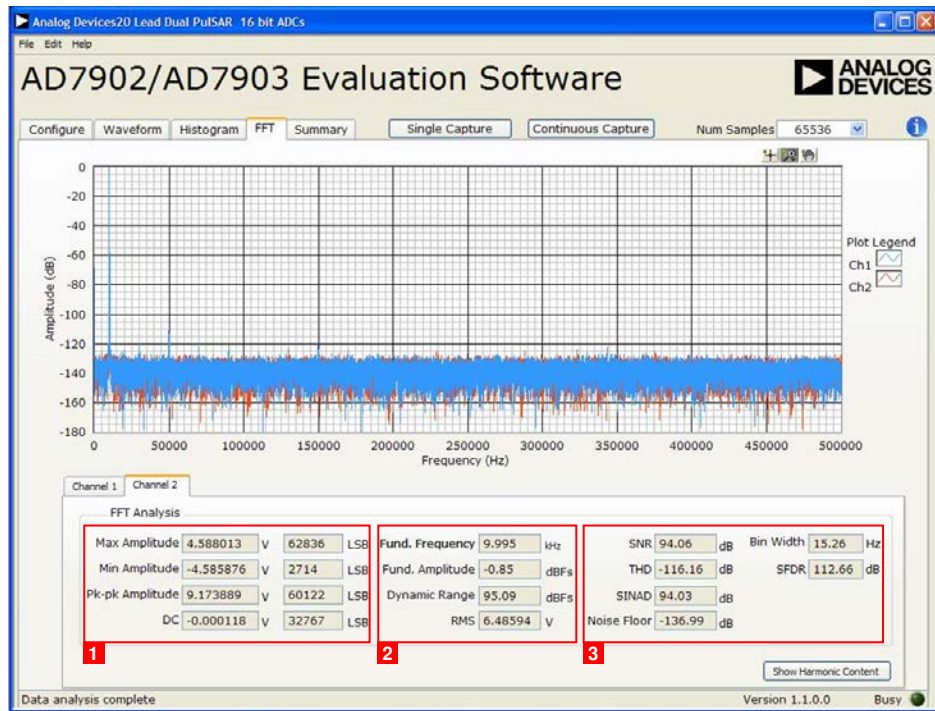 Analog Devices20 Lead Dual PulSAR 16 bit ADCs
File Edit Help
AD7902/AD7903 Evaluation Software
ANALOG
DEVICES
Configure Waveform Histogram FFT Summary Single Capture Continuous Capture Num Samples 65536 i
0
-20
-40
-60
-80
-100
-120
-140
-160
-180
Amplitude (dB)
0 50000 100000 150000 200000 250000 300000 350000 400000 450000 500000
Frequency (Hz)
Plot Legend
Ch1
Ch2
Channel 1 Channel 2
FFT Analysis
Max Amplitude 4.588013 V 62836 LSB
Min Amplitude -4.585876 V 2714 LSB
Pk-pk Amplitude 9.173889 V 60122 LSB
DC -0.000118 V 32767 LSB
1
Fund. Frequency 9.995 kHz
Fund. Amplitude -0.85 dBFs
Dynamic Range 95.09 dBFs
RMS 6.48594 V
2
SNR 94.06 dB Bin Width 15.26 Hz
THD -116.16 dB SFDR 112.66 dB
SINAD 94.03 dB
Noise Floor -136.99 dB
3
Show Harmonic Content
Data analysis complete Version 1.1.0.0 Busy